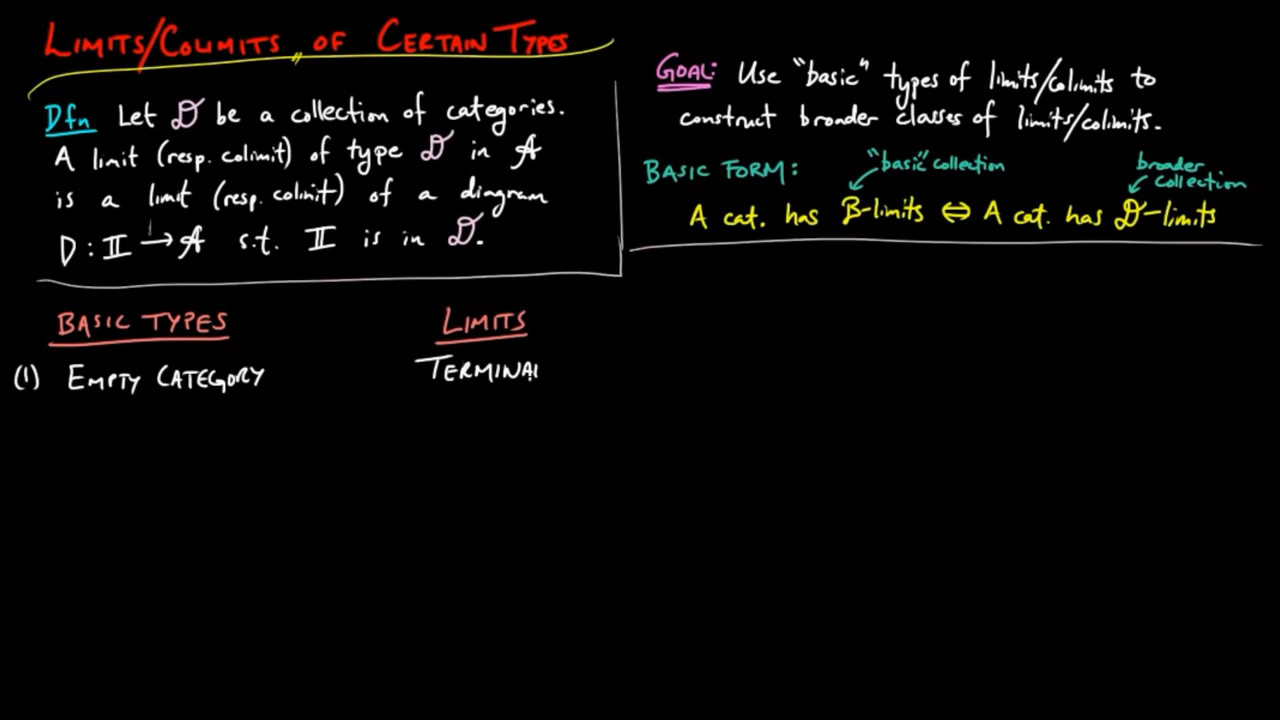 LIMITS/COLIMITS OF CERTAIN TYPES
Dfn Let 𝒟 be a collection of categories.
A limit (resp. colimit) of type 𝒟 in 𝒜
is a limit (resp. colimit) of a diagram
D : 𝕀 → 𝒜 s.t. 𝕀 is in 𝒟.
GOAL: Use "basic" types of limits/colimits to
construct broader classes of limits/colimits.
BASIC FORM: "basic" collection broader collection
A cat. has B-limits ⇔ A cat. has 𝒟-limits
BASIC TYPES LIMITS
(1) EMPTY CATEGORY TERMINA